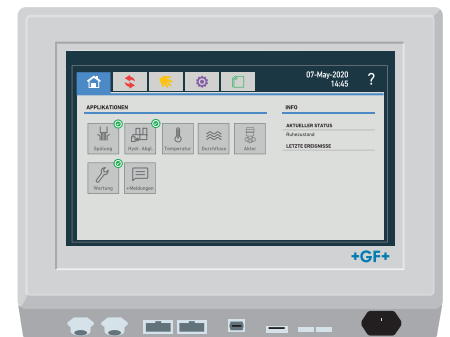 07-May-2020
14:45
?
APPLIKATIONEN
INFO
AKTUELLER STATUS
Ruhezustand
LETZTE EREIGNISSE
Spülung
Hydr. Abgl.
Temperatur
Durchfluss
Aktor
Wartung
+Meldungen
+GF+